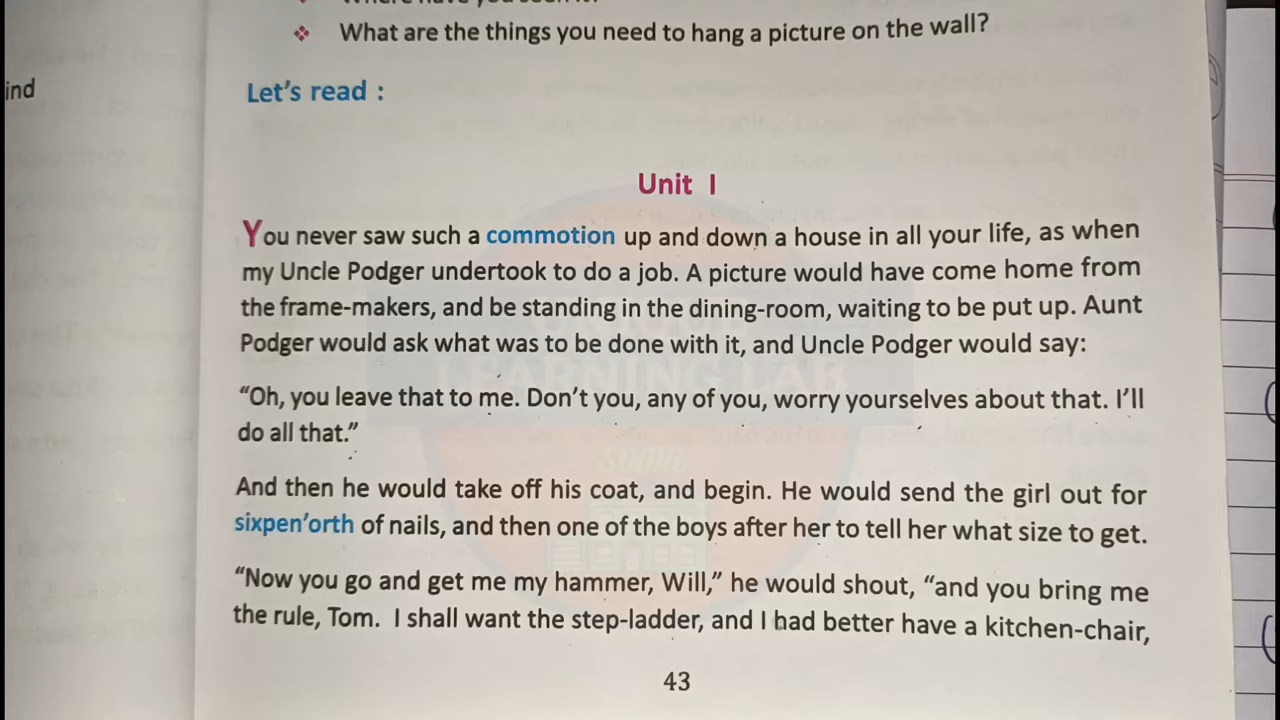 ❖ What are the things you need to hang a picture on the wall?
ind
Let's read :
Unit I
You never saw such a commotion up and down a house in all your life, as when
my Uncle Podger undertook to do a job. A picture would have come home from
the frame-makers, and be standing in the dining-room, waiting to be put up. Aunt
Podger would ask what was to be done with it, and Uncle Podger would say:
“Oh, you leave that to me. Don’t you, any of you, worry yourselves about that. I’ll
do all that.”
And then he would take off his coat, and begin. He would send the girl out for
sixpen’orth of nails, and then one of the boys after her to tell her what size to get.
“Now you go and get me my hammer, Will,” he would shout, “and you bring me
the rule, Tom. I shall want the step-ladder, and I had better have a kitchen-chair,
43
LEARNING LAB